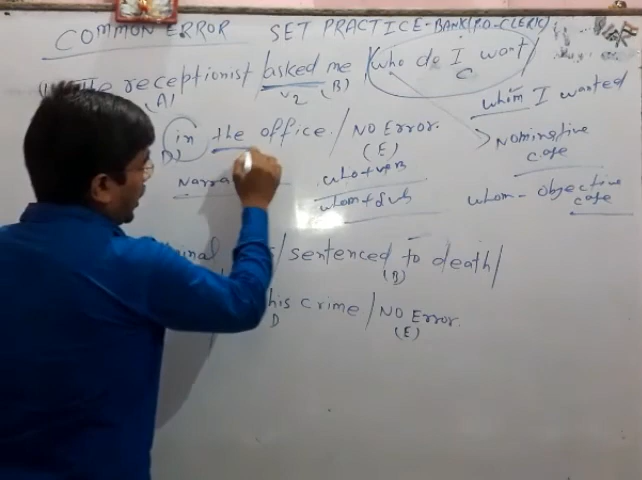 COMMON ERROR SET PRACTICE-BANK (P.O-CLERK)
The receptionist / asked me / who do I want /
(A) V2 (B) C
whom I wanted
in the office. / NO Error.
D) (E)
Nominative
case
Narra
who+verb
whom+sub
whom - objective
case
/ sentenced to death /
(B)
his crime / NO Error.
D (E)